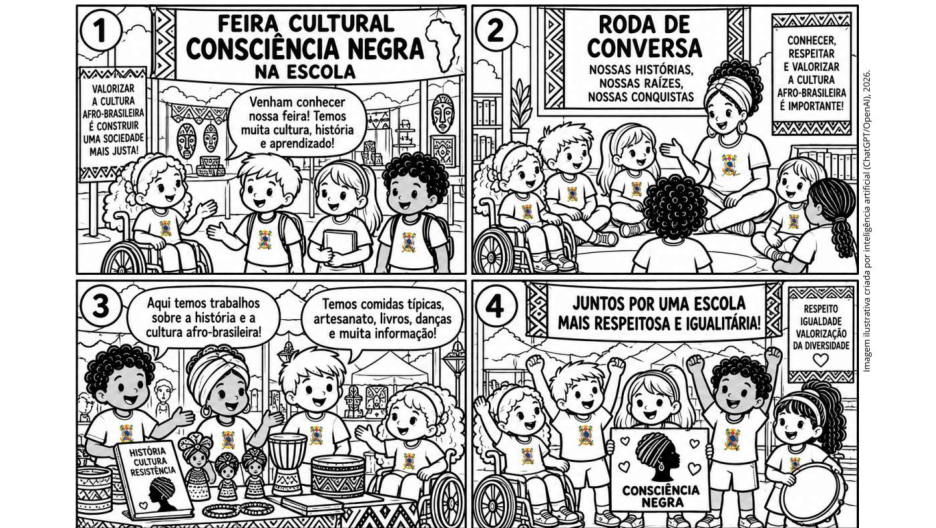 1
FEIRA CULTURAL
CONSCIÊNCIA NEGRA
NA ESCOLA
VALORIZAR
A CULTURA
AFRO-BRASILEIRA
É CONSTRUIR
UMA SOCIEDADE
MAIS JUSTA!
Venham conhecer
nossa feira! Temos
muita cultura, história
e aprendizado!
2
RODA DE
CONVERSA
NOSSAS HISTÓRIAS,
NOSSAS RAÍZES,
NOSSAS CONQUISTAS
CONHECER,
RESPEITAR
E VALORIZAR
A CULTURA
AFRO-BRASILEIRA
É IMPORTANTE!
3
Aqui temos trabalhos
sobre a história e a
cultura afro-brasileira!
Temos comidas típicas,
artesanato, livros, danças
e muita informação!
HISTÓRIA
CULTURA
RESISTÊNCIA
4
JUNTOS POR UMA ESCOLA
MAIS RESPEITOSA E IGUALITÁRIA!
RESPEITO
IGUALDADE
VALORIZAÇÃO
DA DIVERSIDADE
CONSCIÊNCIA
NEGRA
Imagem ilustrativa criada por inteligência artificial (ChatGPT/OpenAI), 2026.